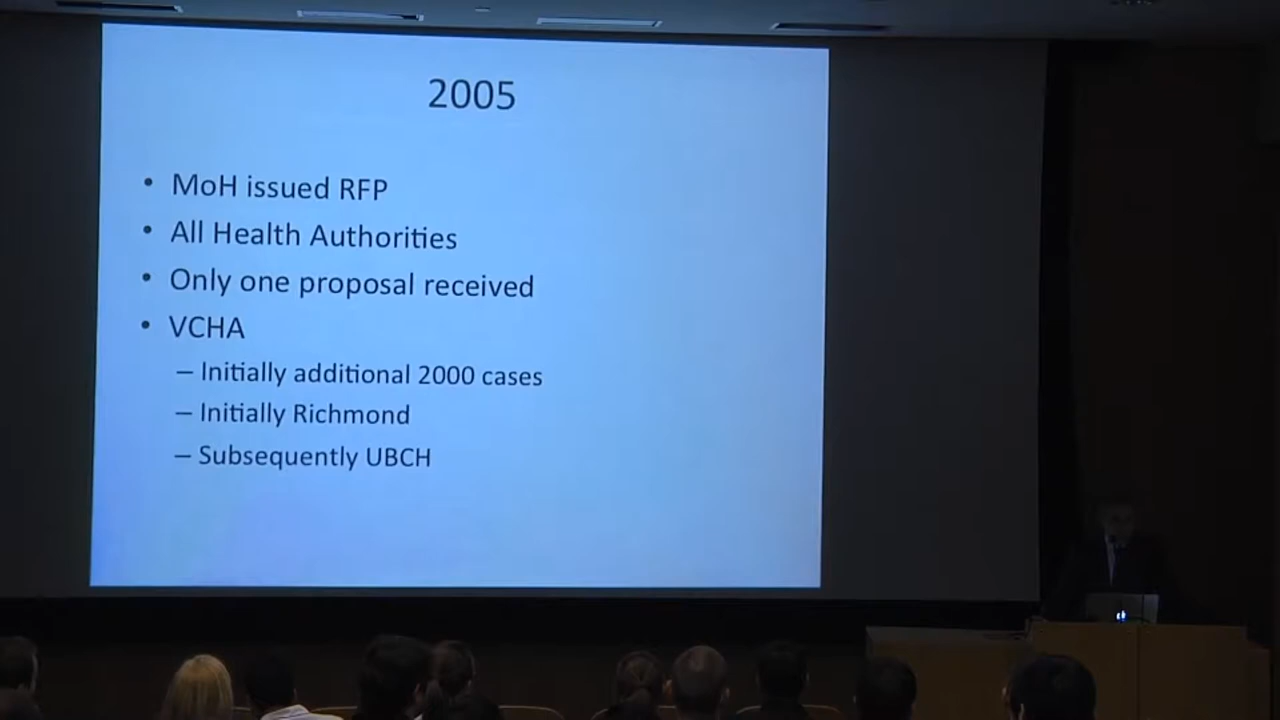 2005
• MoH issued RFP
• All Health Authorities
• Only one proposal received
• VCHA
– Initially additional 2000 cases
– Initially Richmond
– Subsequently UBCH